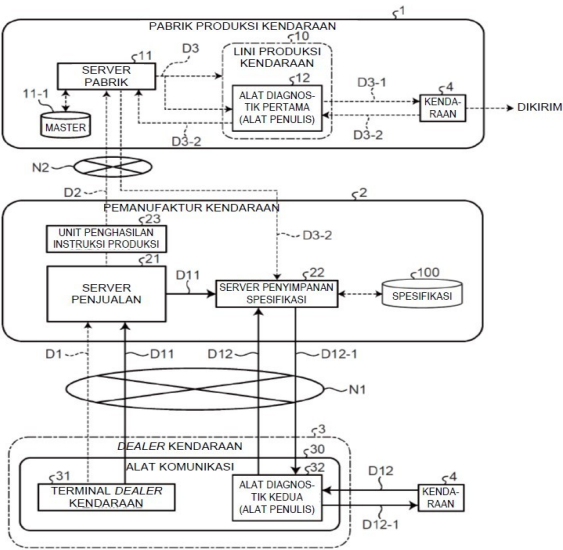 1
PABRIK PRODUKSI KENDARAAN
10
D3
11
LINI PRODUKSI
KENDARAAN
SERVER
PABRIK
12
11-1
ALAT DIAGNOS-
TIK PERTAMA
(ALAT PENULIS)
D3-1
4
KENDA-
RAAN
DIKIRIM
MASTER
D3-2
D3-2
N2
D2
2
PEMANUFAKTUR KENDARAAN
23
UNIT PENGHASILAN
INSTRUKSI PRODUKSI
D3-2
21
SERVER
PENJUALAN
D11
22
SERVER PENYIMPANAN
SPESIFIKASI
100
SPESIFIKASI
D1
D11
D12
D12-1
N1
3
DEALER KENDARAAN
30
ALAT KOMUNIKASI
31
TERMINAL DEALER
KENDARAAN
32
ALAT DIAGNOS-
TIK KEDUA
(ALAT PENULIS)
D12
4
KENDA-
RAAN
D12-1